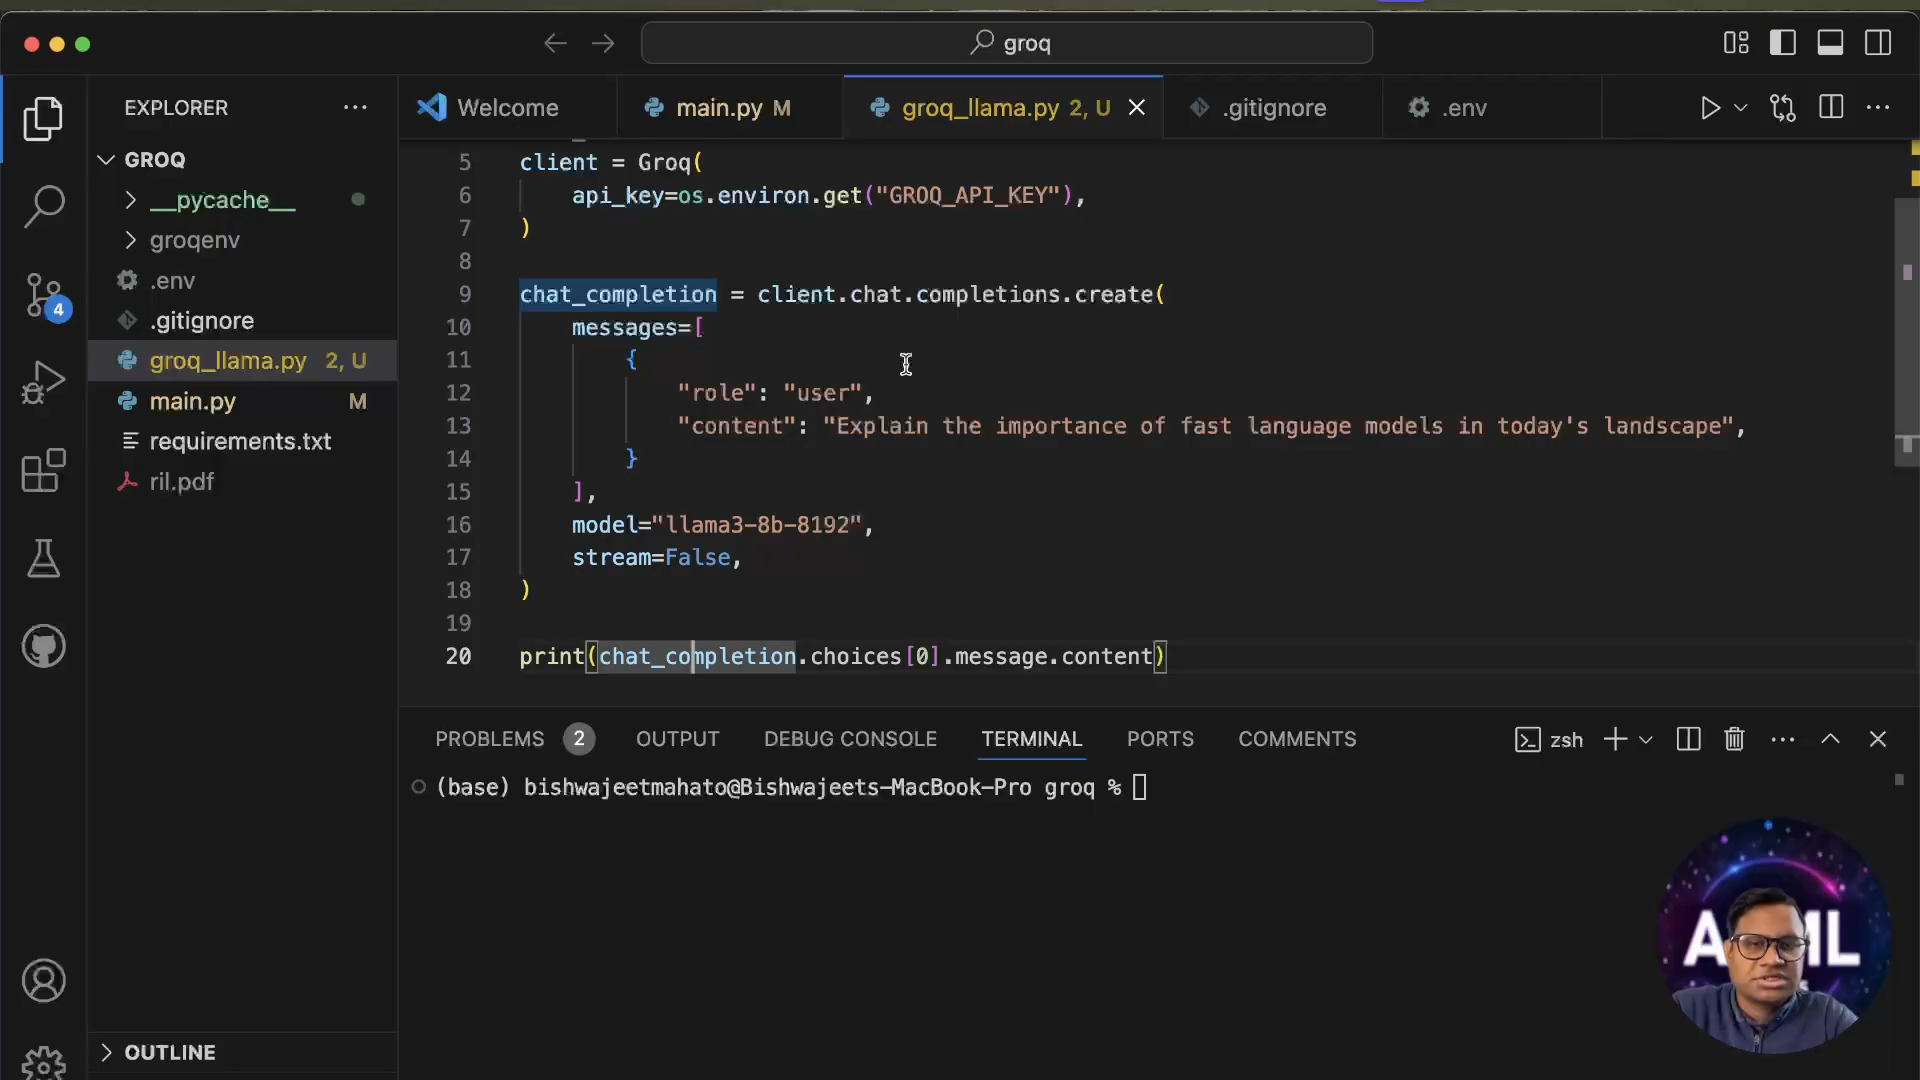 groq
EXPLORER
GROQ
__pycache__
groqenv
.env
.gitignore
groq_llama.py 2, U
main.py M
requirements.txt
ril.pdf
4
OUTLINE
Welcome
main.py M
groq_llama.py 2, U
.gitignore
.env
5 client = Groq(
6 api_key=os.environ.get("GROQ_API_KEY"),
7 )
8
9 chat_completion = client.chat.completions.create(
10 messages=[
11 {
12 "role": "user",
13 "content": "Explain the importance of fast language models in today's landscape",
14 }
15 ],
16 model="llama3-8b-8192",
17 stream=False,
18 )
19
20 print(chat_completion.choices[0].message.content)
PROBLEMS 2 OUTPUT DEBUG CONSOLE TERMINAL PORTS COMMENTS
zsh
(base) bishwajeetmahato@Bishwajeets-MacBook-Pro groq %